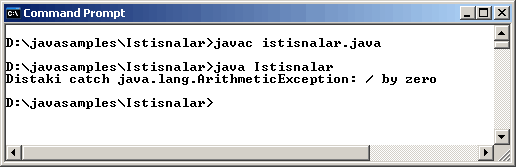 Command Prompt
D:\javasamples\Istisnalar>javac istisnalar.java
D:\javasamples\Istisnalar>java Istisnalar
Distaki catch java.lang.ArithmeticException: / by zero
D:\javasamples\Istisnalar>